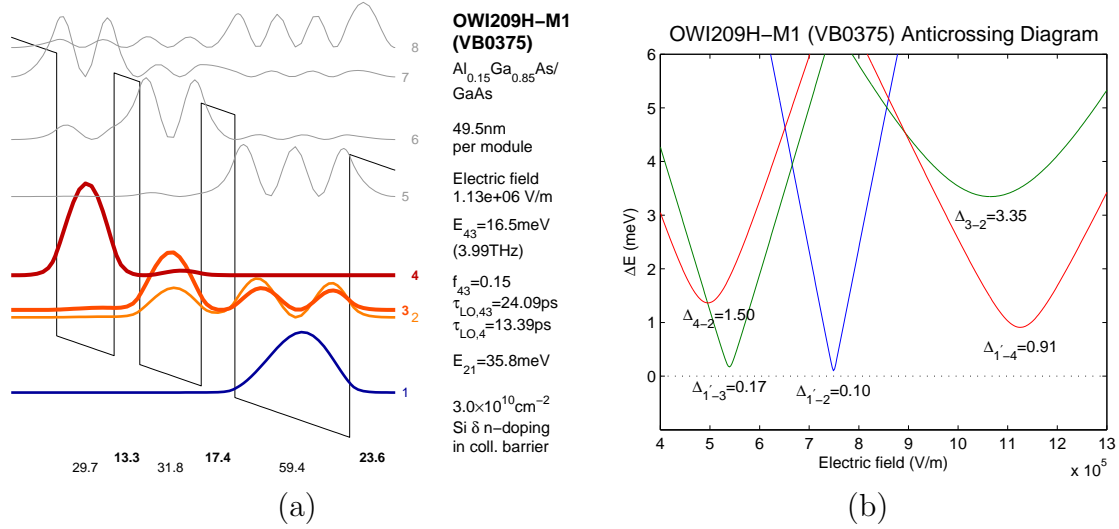 8
7
6
5
4
3
2
1
29.7
13.3
31.8
17.4
59.4
23.6
OWI209H−M1
(VB0375)
Al0.15Ga0.85As/
GaAs
49.5nm
per module
Electric field
1.13e+06 V/m
E43=16.5meV
(3.99THz)
f43=0.15
τLO,43=24.09ps
τLO,4=13.39ps
E21=35.8meV
3.0×10^10cm^−2
Si δ n−doping
in coll. barrier
(a)
OWI209H−M1 (VB0375) Anticrossing Diagram
ΔE (meV)
6
5
4
3
2
1
0
Δ3−2=3.35
Δ4−2=1.50
Δ1′−4=0.91
Δ1′−3=0.17
Δ1′−2=0.10
4 5 6 7 8 9 10 11 12 13
Electric field (V/m)
x 10^5
(b)